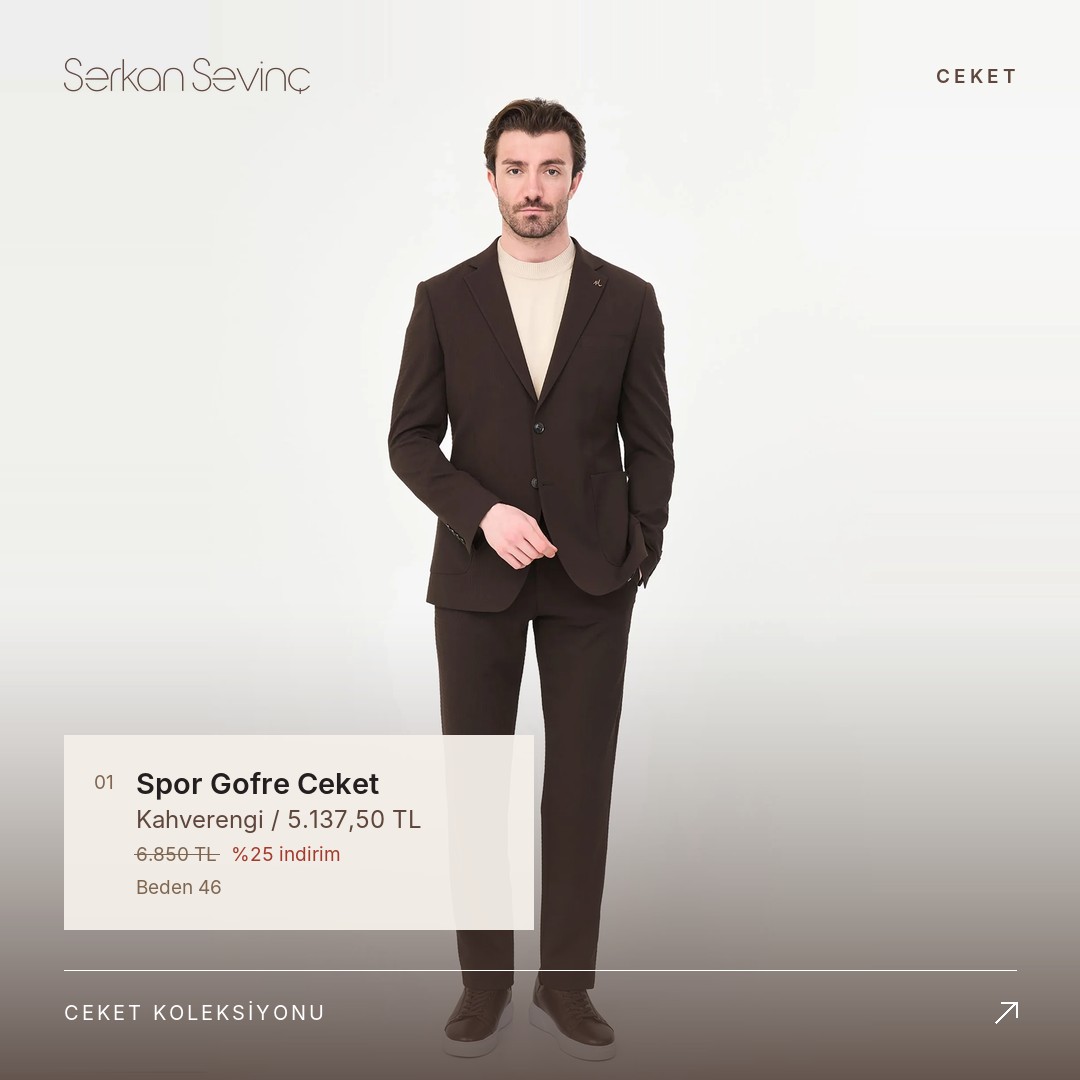 Serkan Sevinç
CEKET
01 Spor Gofre Ceket
Kahverengi / 5.137,50 TL
6.850 TL %25 indirim
Beden 46
CEKET KOLEKSİYONU